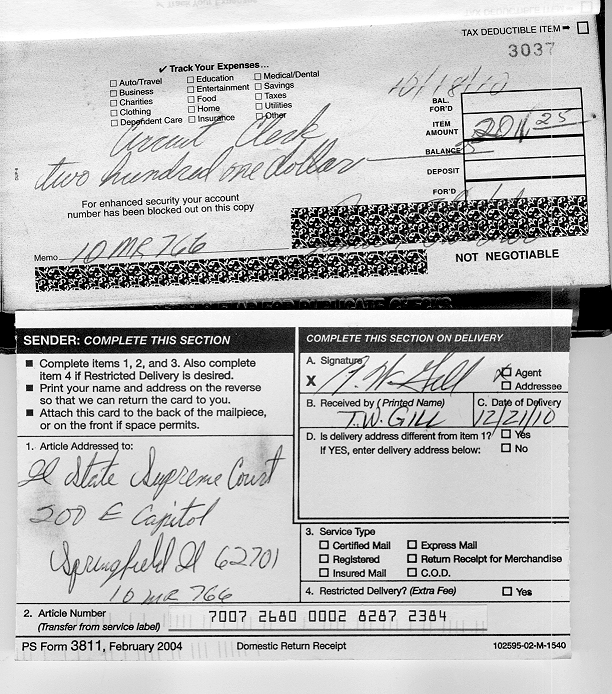 TAX DEDUCTIBLE ITEM
3037
✓ Track Your Expenses...
Auto/Travel
Business
Charities
Clothing
Dependent Care
Education
Entertainment
Food
Home
Insurance
Medical/Dental
Savings
Taxes
Utilities
Other
10/18/10
BAL. FOR'D
ITEM AMOUNT 201 25
BALANCE
DEPOSIT
FOR'D
Circuit Clerk
two hundred one dollar
For enhanced security your account
number has been blocked out on this copy
Memo 10 MR 766
NOT NEGOTIABLE
SENDER: COMPLETE THIS SECTION
Complete items 1, 2, and 3. Also complete
item 4 if Restricted Delivery is desired.
Print your name and address on the reverse
so that we can return the card to you.
Attach this card to the back of the mailpiece,
or on the front if space permits.
1. Article Addressed to:
Il State Supreme Court
200 E Capitol
Springfield Il 62701
10 MR 766
COMPLETE THIS SECTION ON DELIVERY
A. Signature
X T. W. Gill X Agent
Addressee
B. Received by (Printed Name) C. Date of Delivery
T.W. GILL 12/21/10
D. Is delivery address different from item 1? Yes
If YES, enter delivery address below: No
3. Service Type
Certified Mail Express Mail
Registered Return Receipt for Merchandise
Insured Mail C.O.D.
4. Restricted Delivery? (Extra Fee) Yes
2. Article Number
(Transfer from service label) 7007 2680 0002 8287 2384
PS Form 3811, February 2004 Domestic Return Receipt 102595-02-M-1540